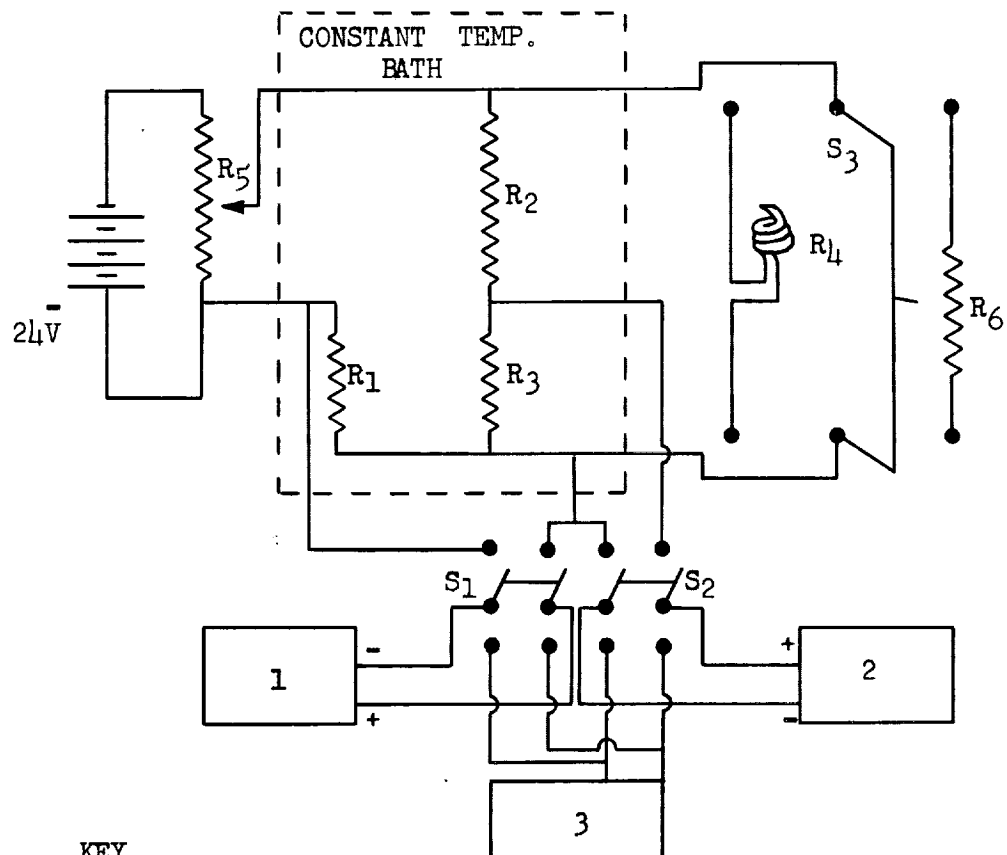 CONSTANT TEMP.
BATH
R5
R2
S3
R4
R6
-
24V
R1
R3
S1
S2
-
+
1
2
+
-
3
KEY